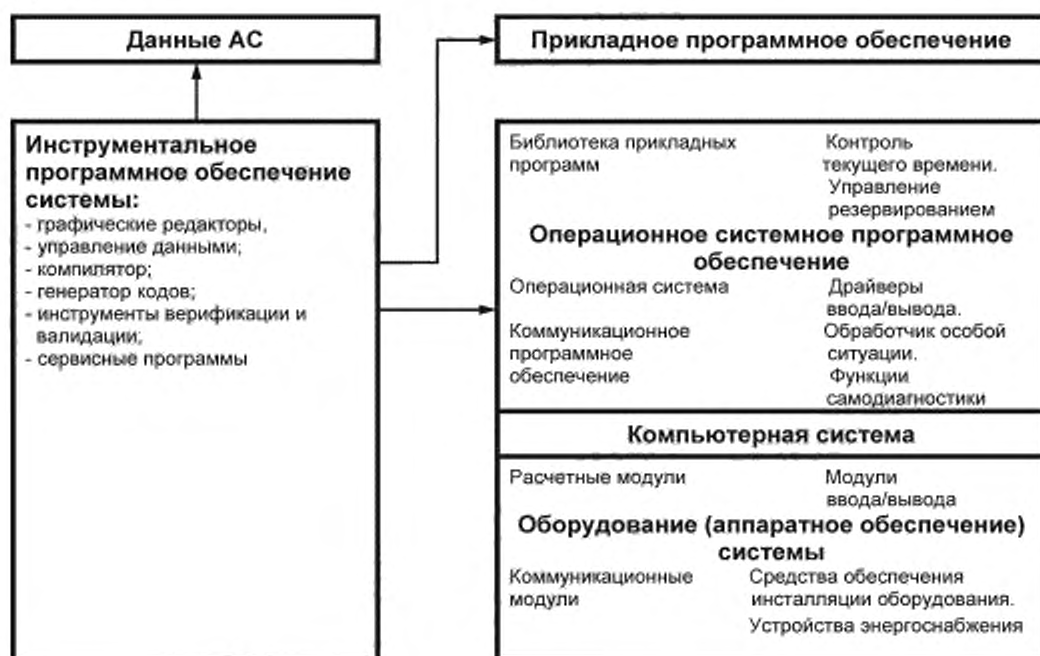 Данные АС
Прикладное программное обеспечение
Инструментальное
программное обеспечение
системы:
- графические редакторы,
- управление данными;
- компилятор;
- генератор кодов;
- инструменты верификации и
валидации;
- сервисные программы
Библиотека прикладных
программ
Контроль
текущего времени.
Управление
резервированием
Операционное системное программное
обеспечение
Операционная система
Коммуникационное
программное
обеспечение
Драйверы
ввода/вывода.
Обработчик особой
ситуации.
Функции
самодиагностики
Компьютерная система
Расчетные модули
Модули
ввода/вывода
Оборудование (аппаратное обеспечение)
системы
Коммуникационные
модули
Средства обеспечения
инсталляции оборудования.
Устройства энергоснабжения